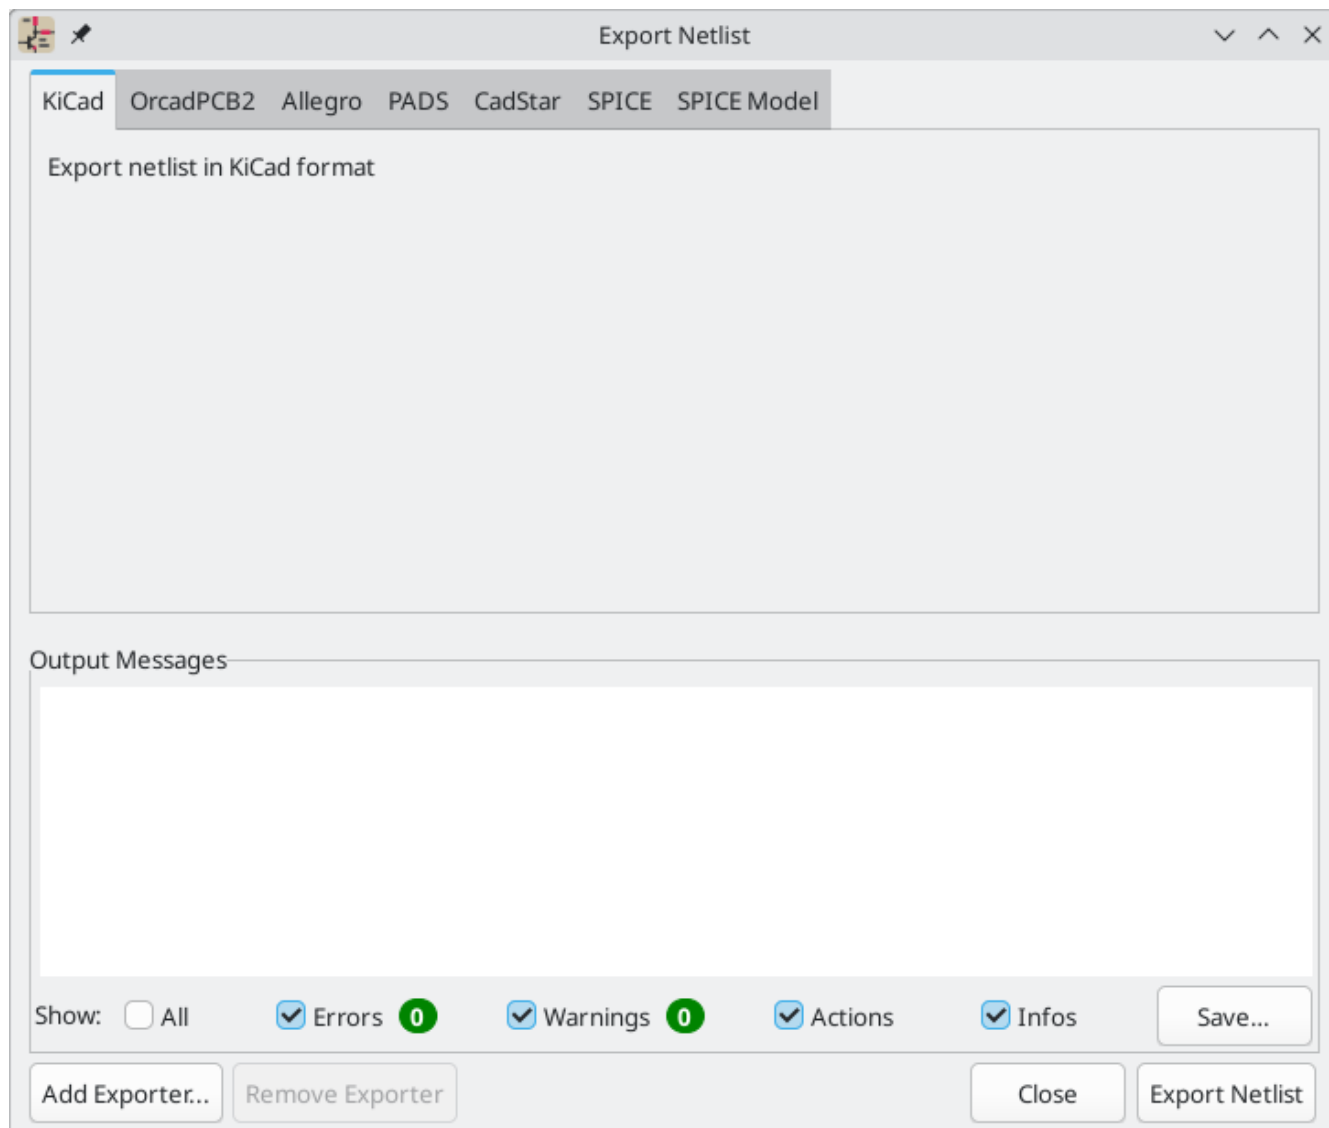 Export Netlist
KiCad OrcadPCB2 Allegro PADS CadStar SPICE SPICE Model
Export netlist in KiCad format
Output Messages
Show: All Errors 0 Warnings 0 Actions Infos Save...
Add Exporter... Remove Exporter Close Export Netlist